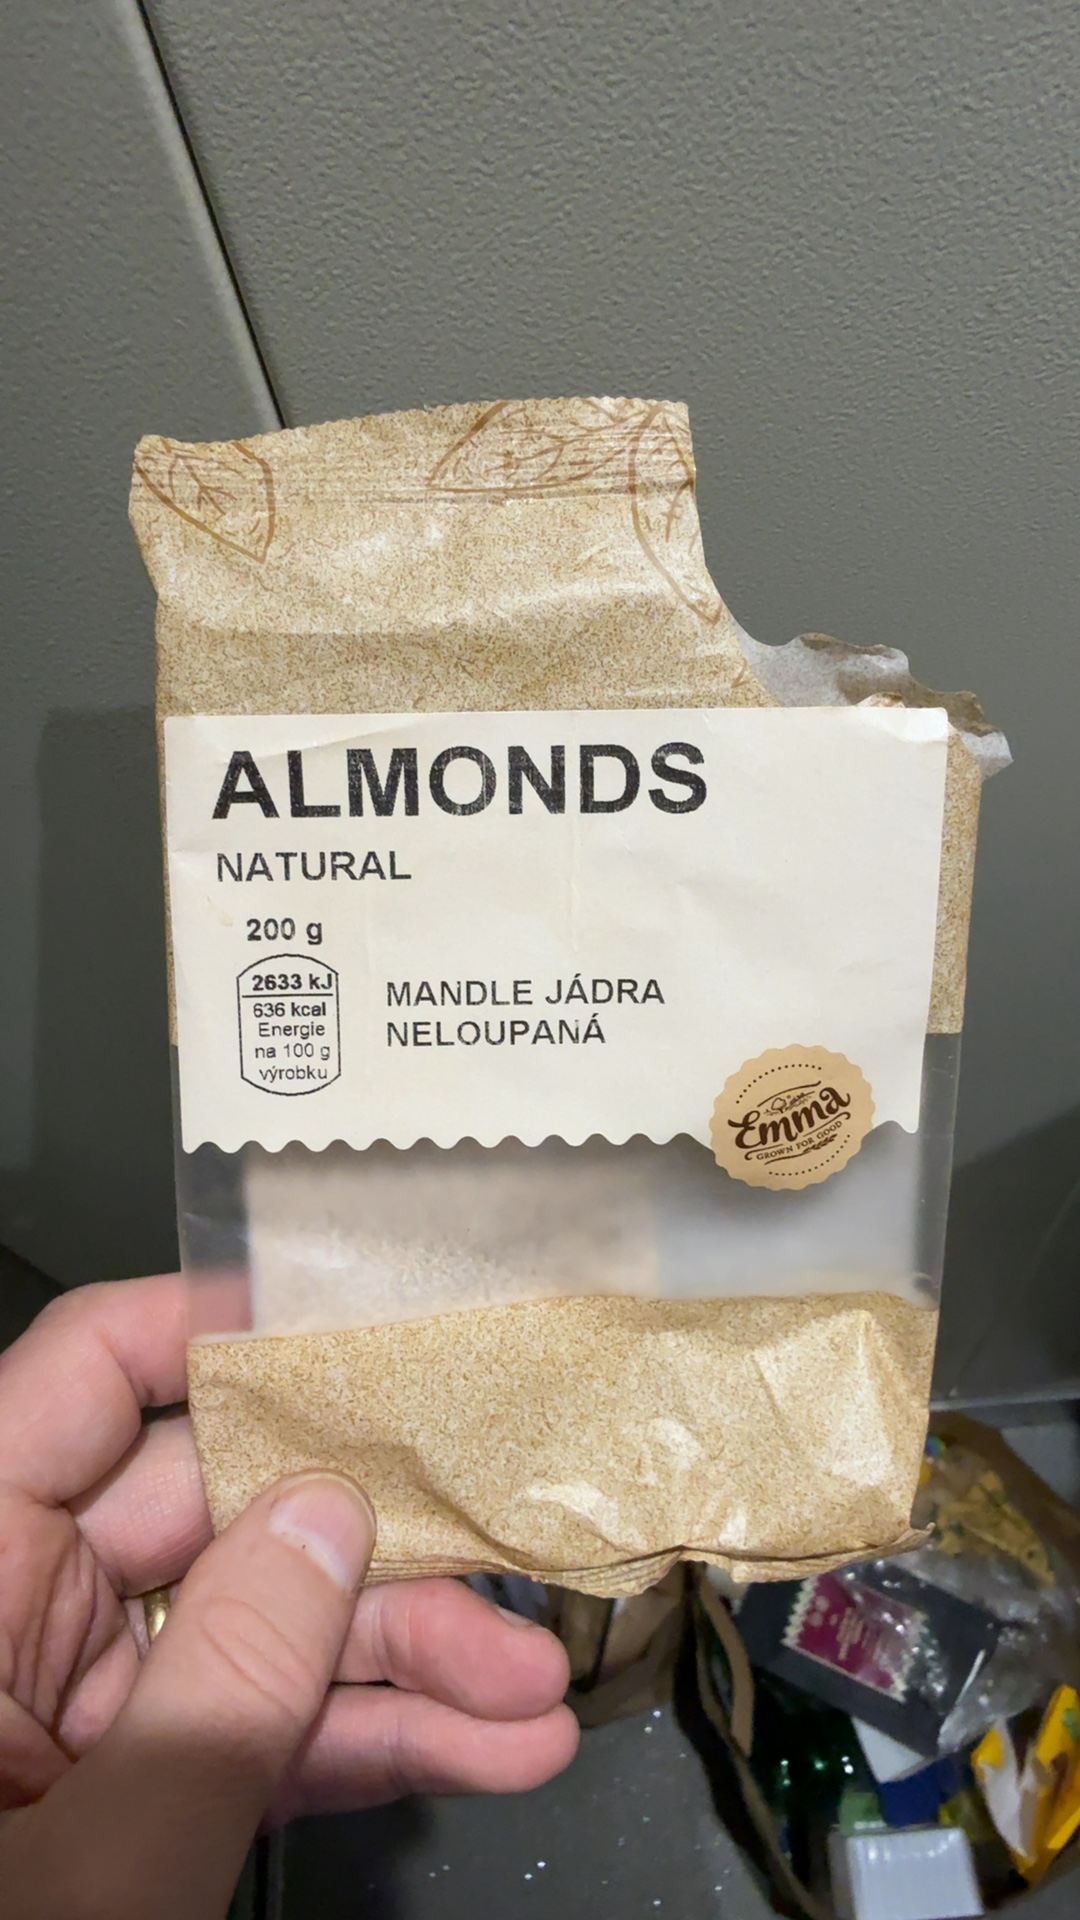 ALMONDS
NATURAL
200 g
2633 kJ
636 kcal
Energie
na 100 g
výrobku
MANDLE JÁDRA
NELOUPANÁ
Emma
GROWN FOR GOOD